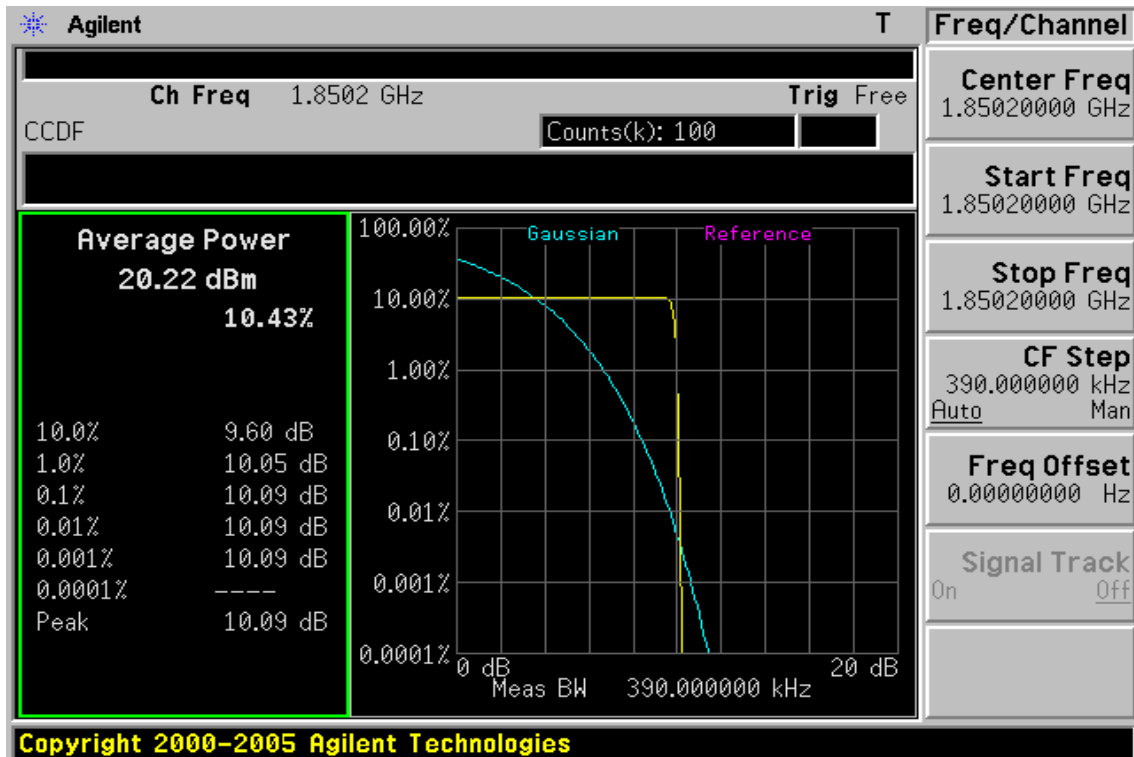 Agilent T
Ch Freq 1.8502 GHz Trig Free
CCDF Counts(k): 100
Average Power
20.22 dBm
10.43%
10.0% 9.60 dB
1.0% 10.05 dB
0.1% 10.09 dB
0.01% 10.09 dB
0.001% 10.09 dB
0.0001% ----
Peak 10.09 dB
Gaussian Reference
100.00%
10.00%
1.00%
0.10%
0.01%
0.001%
0.0001%
0 dB 20 dB
Meas BW 390.000000 kHz
Freq/Channel
Center Freq
1.85020000 GHz
Start Freq
1.85020000 GHz
Stop Freq
1.85020000 GHz
CF Step
390.000000 kHz
Auto Man
Freq Offset
0.00000000 Hz
Signal Track
On Off
Copyright 2000-2005 Agilent Technologies